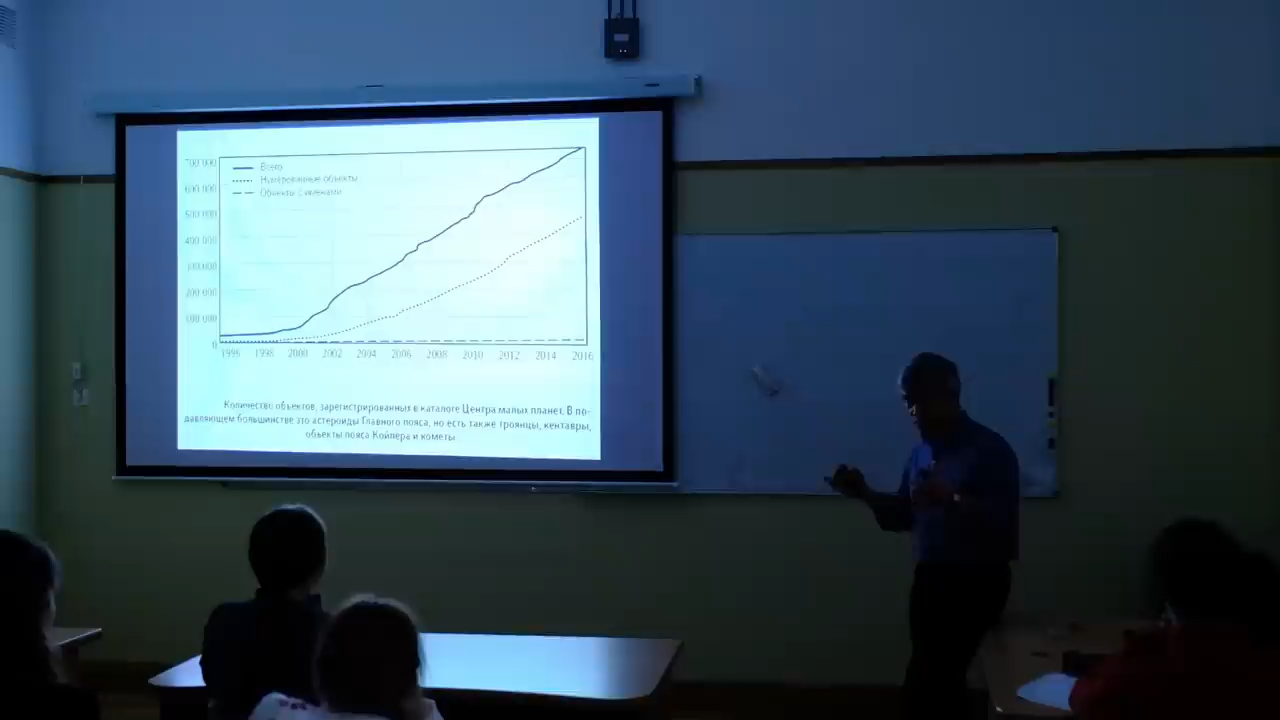 700 000
Всего
Нумерованные объекты
600 000
Объекты с именами
500 000
400 000
300 000
200 000
100 000
0
1996 1998 2000 2002 2004 2006 2008 2010 2012 2014 2016
Количество объектов, зарегистрированных в каталоге Центра малых планет. В по-
давляющем большинстве это астероиды Главного пояса, но есть также троянцы, кентавры,
объекты пояса Койпера и кометы.